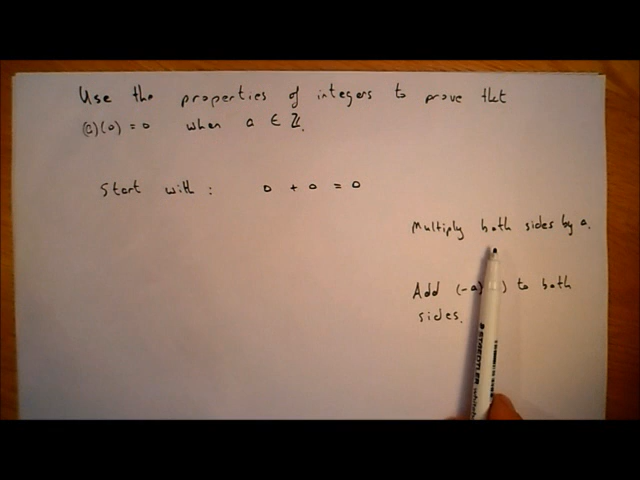 Use the properties of integers to prove that
(a)(0) = 0 when a ∈ ℤ.
Start with : 0 + 0 = 0
Multiply both sides by a.
Add (-a) ) to both
sides.
STAEDTLER